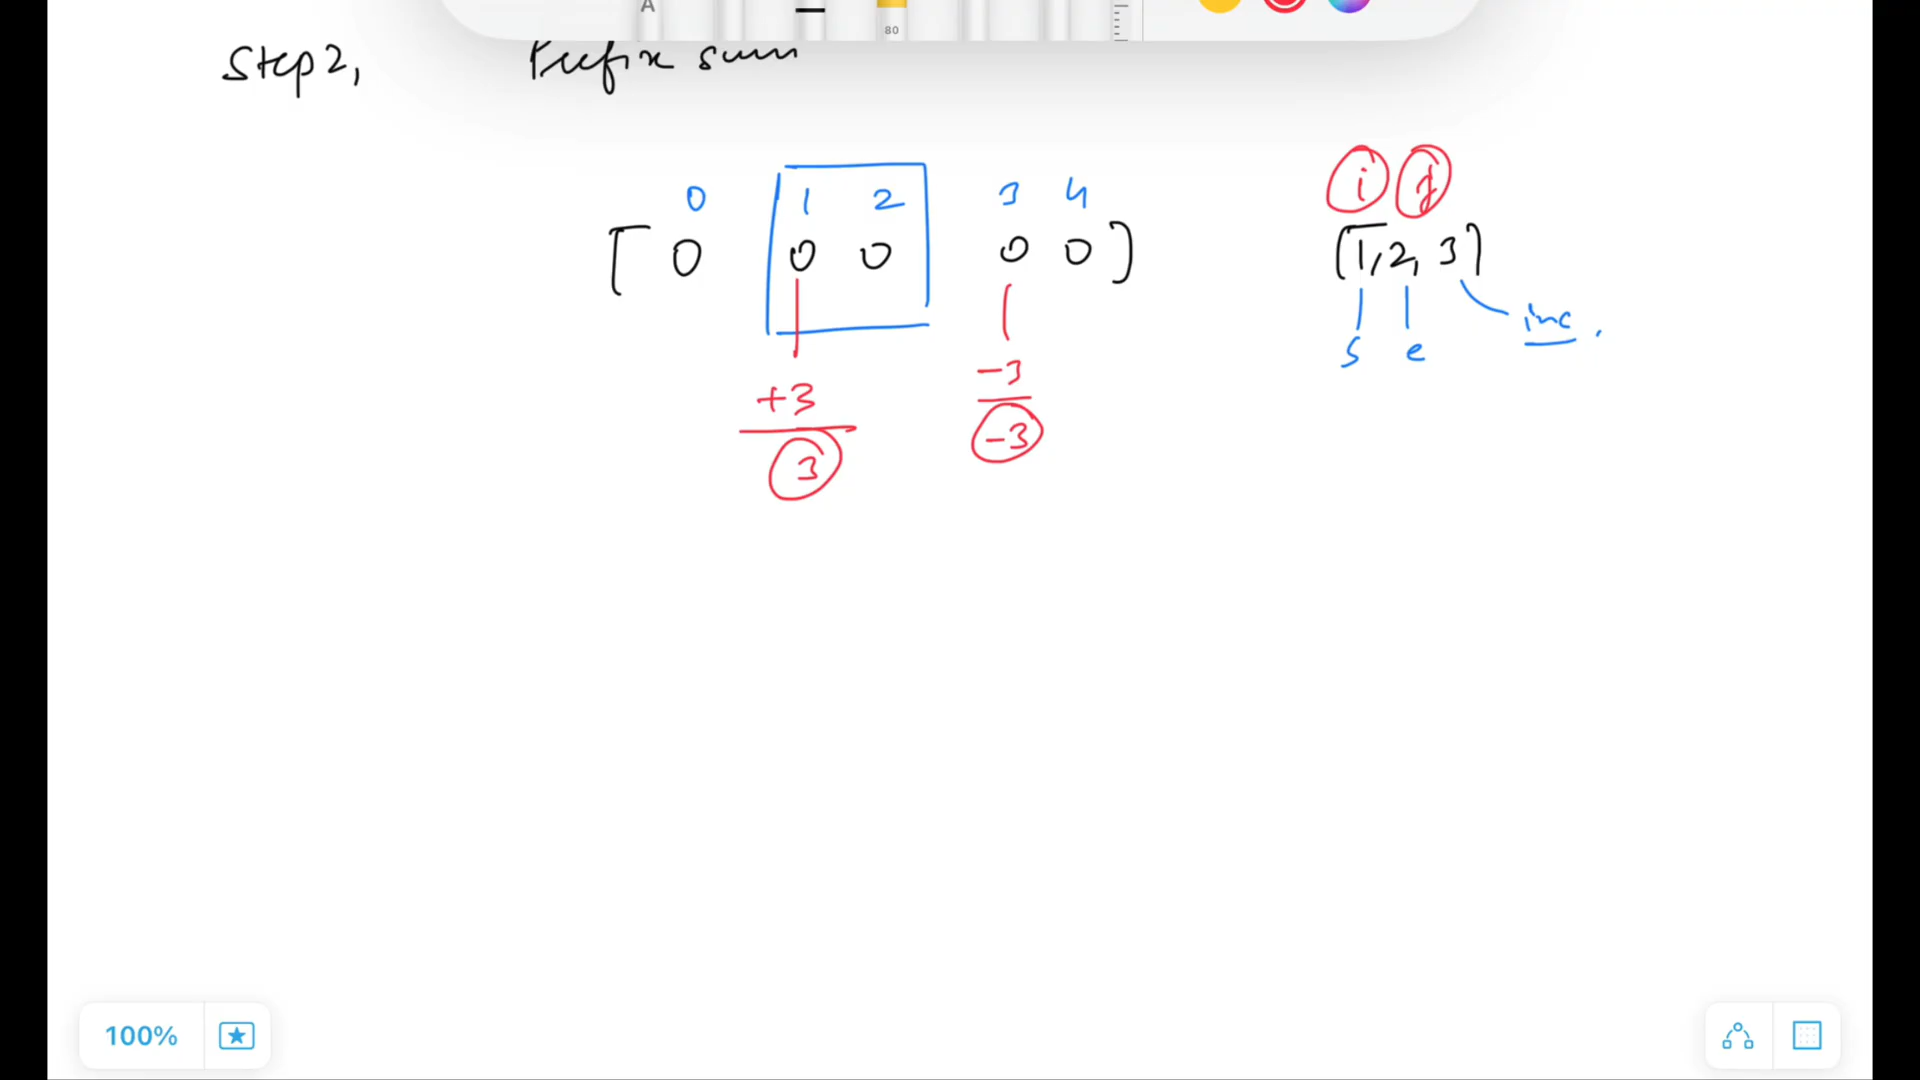 A
80
Step 2, Prefix sum
i j
0 1 2 3 4
[ 0 0 0 0 0 ] [1, 2, 3]
inc.
s e
+3 -3
3 -3
100%